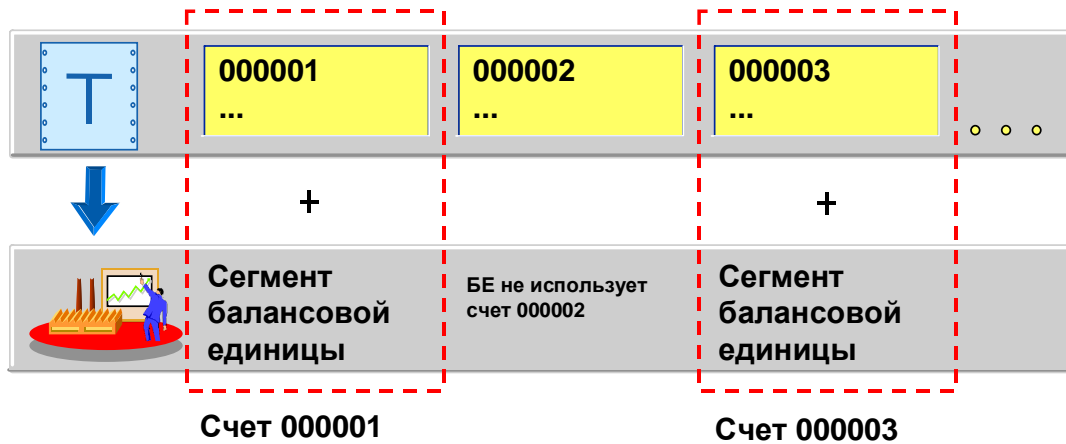 T
000001
...
000002
...
000003
...
+
+
Сегмент
балансовой
единицы
БЕ не использует
счет 000002
Сегмент
балансовой
единицы
Счет 000001
Счет 000003